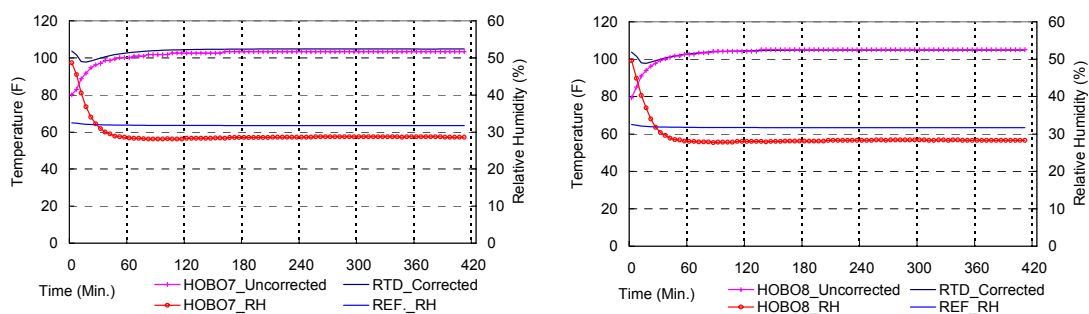 120
100
80
60
40
20
0
Temperature (F)
60
50
40
30
20
10
0
Relative Humidity (%)
0 60 120 180 240 300 360 420
Time (Min.)
HOBO7_Uncorrected RTD_Corrected
HOBO7_RH REF._RH
120
100
80
60
40
20
0
Temperature (F)
60
50
40
30
20
10
0
Relative Humidity (%)
0 60 120 180 240 300 360 420
Time (Min.)
HOBO8_Uncorrected RTD_Corrected
HOBO8_RH REF_RH